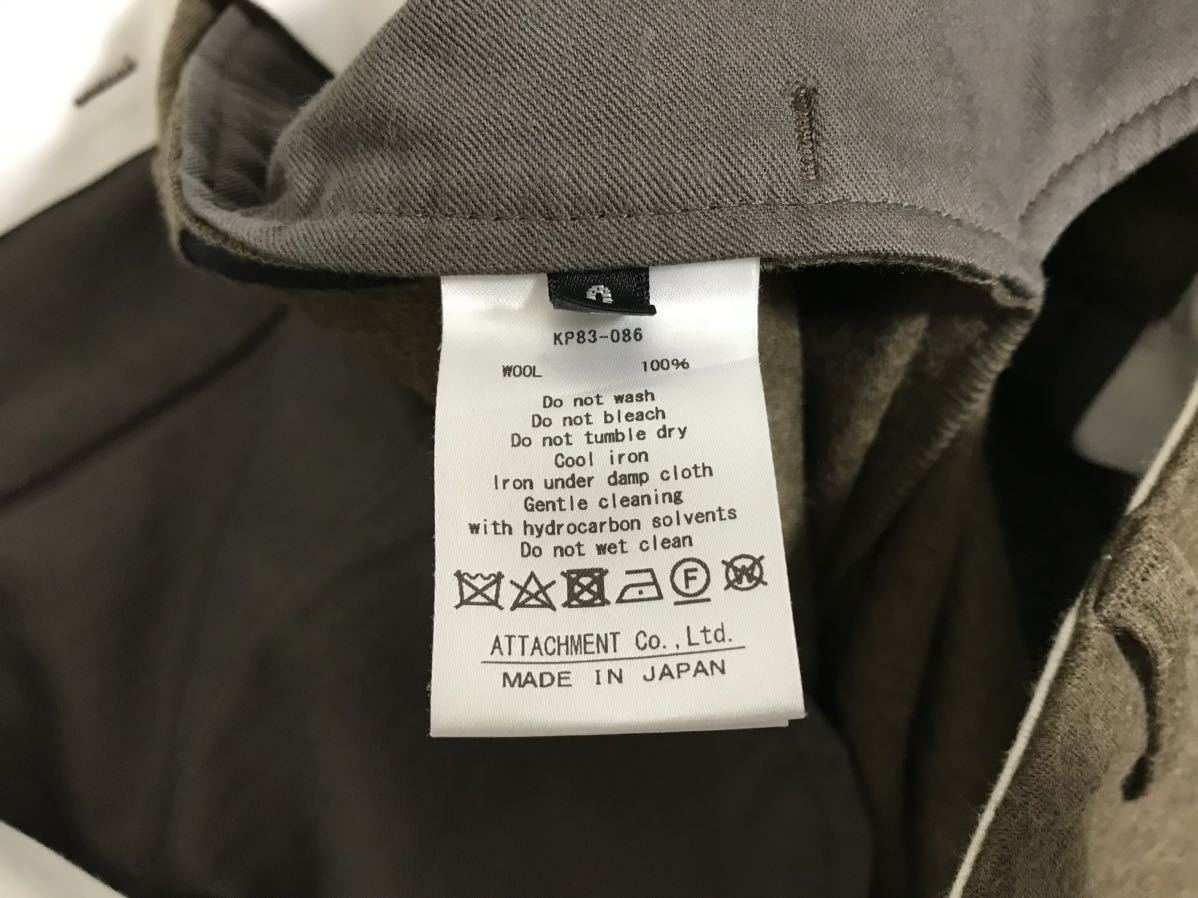 KP83-086
WOOL 100%
Do not wash
Do not bleach
Do not tumble dry
Cool iron
Iron under damp cloth
Gentle cleaning
with hydrocarbon solvents
Do not wet clean
F W
ATTACHMENT Co.,Ltd.
MADE IN JAPAN